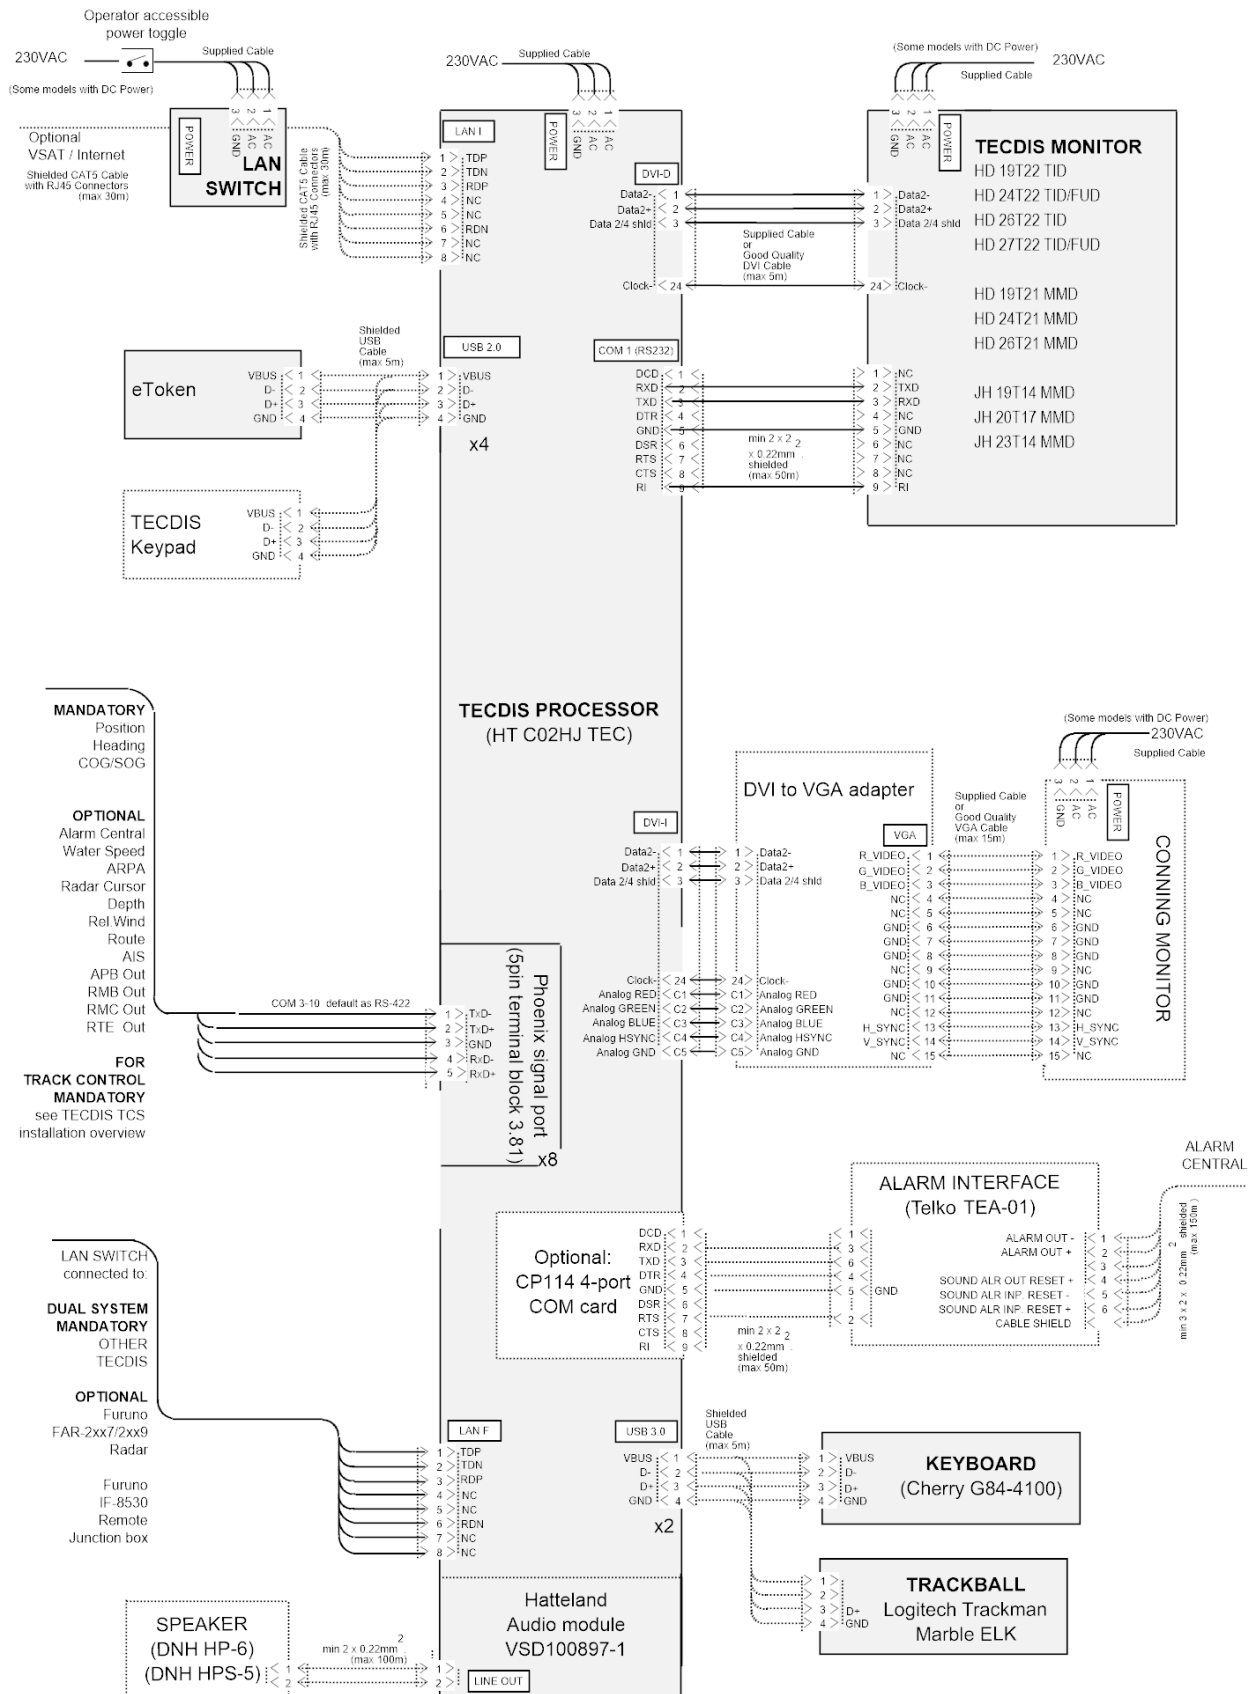 Operator accessible
power toggle
230VAC
Supplied Cable
(Some models with DC Power)
3 2 1
GND AC AC
POWER
LAN
SWITCH
Optional
VSAT / Internet
Shielded CAT5 Cable
with RJ45 Connectors
(max 30m)
Shielded CAT5 Cable
with RJ45 Connectors
(max 30m)
230VAC
Supplied Cable
3 2 1
GND AC AC
POWER
LAN I
1 TDP
2 TDN
3 RDP
4 NC
5 NC
6 RDN
7 NC
8 NC
(Some models with DC Power)
230VAC
Supplied Cable
3 2 1
GND AC AC
POWER
TECDIS MONITOR
HD 19T22 TID
HD 24T22 TID/FUD
HD 26T22 TID
HD 27T22 TID/FUD
HD 19T21 MMD
HD 24T21 MMD
HD 26T21 MMD
JH 19T14 MMD
JH 20T17 MMD
JH 23T14 MMD
DVI-D
Data2- 1 1 Data2-
Data2+ 2 2 Data2+
Data 2/4 shld 3 3 Data 2/4 shld
Supplied Cable
or
Good Quality
DVI Cable
(max 5m)
Clock- 24 24 Clock-
eToken
VBUS 1
D- 2
D+ 3
GND 4
Shielded
USB
Cable
(max 5m)
USB 2.0
1 VBUS
2 D-
3 D+
4 GND
x4
TECDIS
Keypad
VBUS 1
D- 2
D+ 3
GND 4
COM 1 (RS232)
DCD 1 1 NC
RXD 2 2 TXD
TXD 3 3 RXD
DTR 4 4 NC
GND 5 5 GND
DSR 6 6 NC
RTS 7 7 NC
CTS 8 8 NC
RI 9 9 RI
min 2 x 2 2
x 0.22mm .
shielded
(max 50m)
TECDIS PROCESSOR
(HT C02HJ TEC)
MANDATORY
Position
Heading
COG/SOG
OPTIONAL
Alarm Central
Water Speed
ARPA
Radar Cursor
Depth
Rel.Wind
Route
AIS
APB Out
RMB Out
RMC Out
RTE Out
FOR
TRACK CONTROL
MANDATORY
see TECDIS TCS
installation overview
COM 3-10 default as RS-422
1 TxD-
2 TxD+
3 GND
4 RxD-
5 RxD+
Phoenix signal port
(5pin terminal block 3.81)
x8
DVI-I
Data2- 1 1 Data2-
Data2+ 2 2 Data2+
Data 2/4 shld 3 3 Data 2/4 shld
Clock- 24 24 Clock-
Analog RED C1 C1 Analog RED
Analog GREEN C2 C2 Analog GREEN
Analog BLUE C3 C3 Analog BLUE
Analog HSYNC C4 C4 Analog HSYNC
Analog GND C5 C5 Analog GND
DVI to VGA adapter
VGA
Supplied Cable
or
Good Quality
VGA Cable
(max 15m)
R_VIDEO 1 1 R_VIDEO
G_VIDEO 2 2 G_VIDEO
B_VIDEO 3 3 B_VIDEO
NC 4 4 NC
NC 5 5 NC
GND 6 6 GND
GND 7 7 GND
GND 8 8 GND
NC 9 9 NC
GND 10 10 GND
GND 11 11 GND
NC 12 12 NC
H_SYNC 13 13 H_SYNC
V_SYNC 14 14 V_SYNC
NC 15 15 NC
(Some models with DC Power)
230VAC
Supplied Cable
3 2 1
GND AC AC
POWER
CONNING MONITOR
Optional:
CP114 4-port
COM card
DCD 1
RXD 2
TXD 3
DTR 4
GND 5
DSR 6
RTS 7
CTS 8
RI 9
min 2 x 2 2
x 0.22mm .
shielded
(max 50m)
ALARM INTERFACE
(Telko TEA-01)
1
3
6
4
5 GND
2
ALARM OUT - 1
ALARM OUT + 2
3
SOUND ALR OUT RESET + 4
SOUND ALR INP. RESET - 5
SOUND ALR INP. RESET + 6
CABLE SHIELD
min 3 x 2 x 0.22mm 2 shielded
(max 150m)
ALARM
CENTRAL
LAN SWITCH
connected to:
DUAL SYSTEM
MANDATORY
OTHER
TECDIS
OPTIONAL
Furuno
FAR-2xx7/2xx9
Radar
Furuno
IF-8530
Remote
Junction box
LAN F
1 TDP
2 TDN
3 RDP
4 NC
5 NC
6 RDN
7 NC
8 NC
USB 3.0
VBUS 1
D- 2
D+ 3
GND 4
x2
Shielded
USB
Cable
(max 5m)
1 VBUS
2 D-
3 D+
4 GND
KEYBOARD
(Cherry G84-4100)
1
2
3 D+
4 GND
TRACKBALL
Logitech Trackman
Marble ELK
SPEAKER
(DNH HP-6)
(DNH HPS-5)
1
2
min 2 x 0.22mm 2 .
(max 100m)
1
2
LINE OUT
Hatteland
Audio module
VSD100897-1